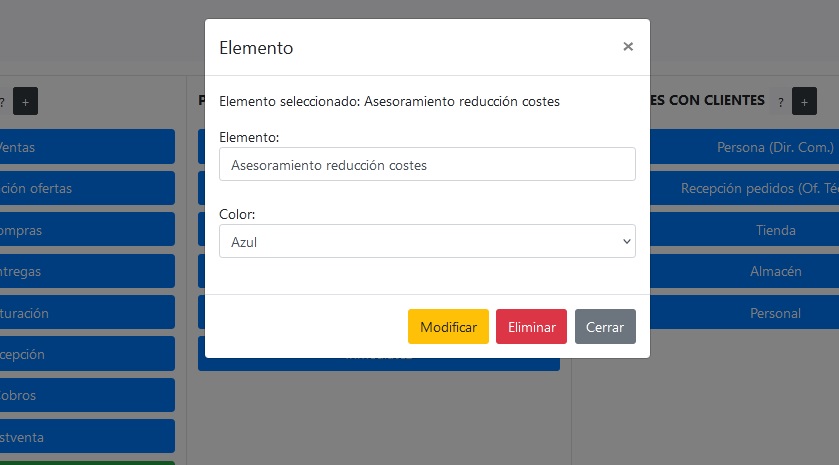 Elemento
×
Elemento seleccionado: Asesoramiento reducción costes
Elemento:
Asesoramiento reducción costes
Color:
Azul
Modificar
Eliminar
Cerrar
? +
P
ES CON CLIENTES ? +
Ventas
ción ofertas
ompras
ntregas
turación
cepción
obros
stventa
Persona (Dir. Com.)
Recepción pedidos (Of. Té
Tienda
Almacén
Personal